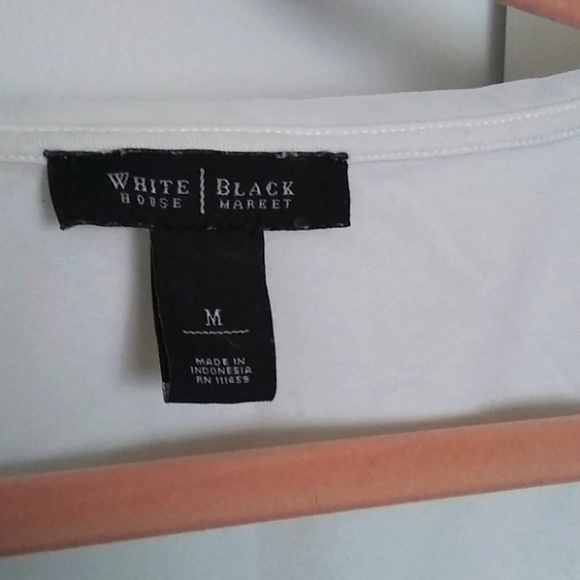 WHITE | BLACK
HOUSE | MARKET
M
MADE IN
INDONESIA
RN 111459